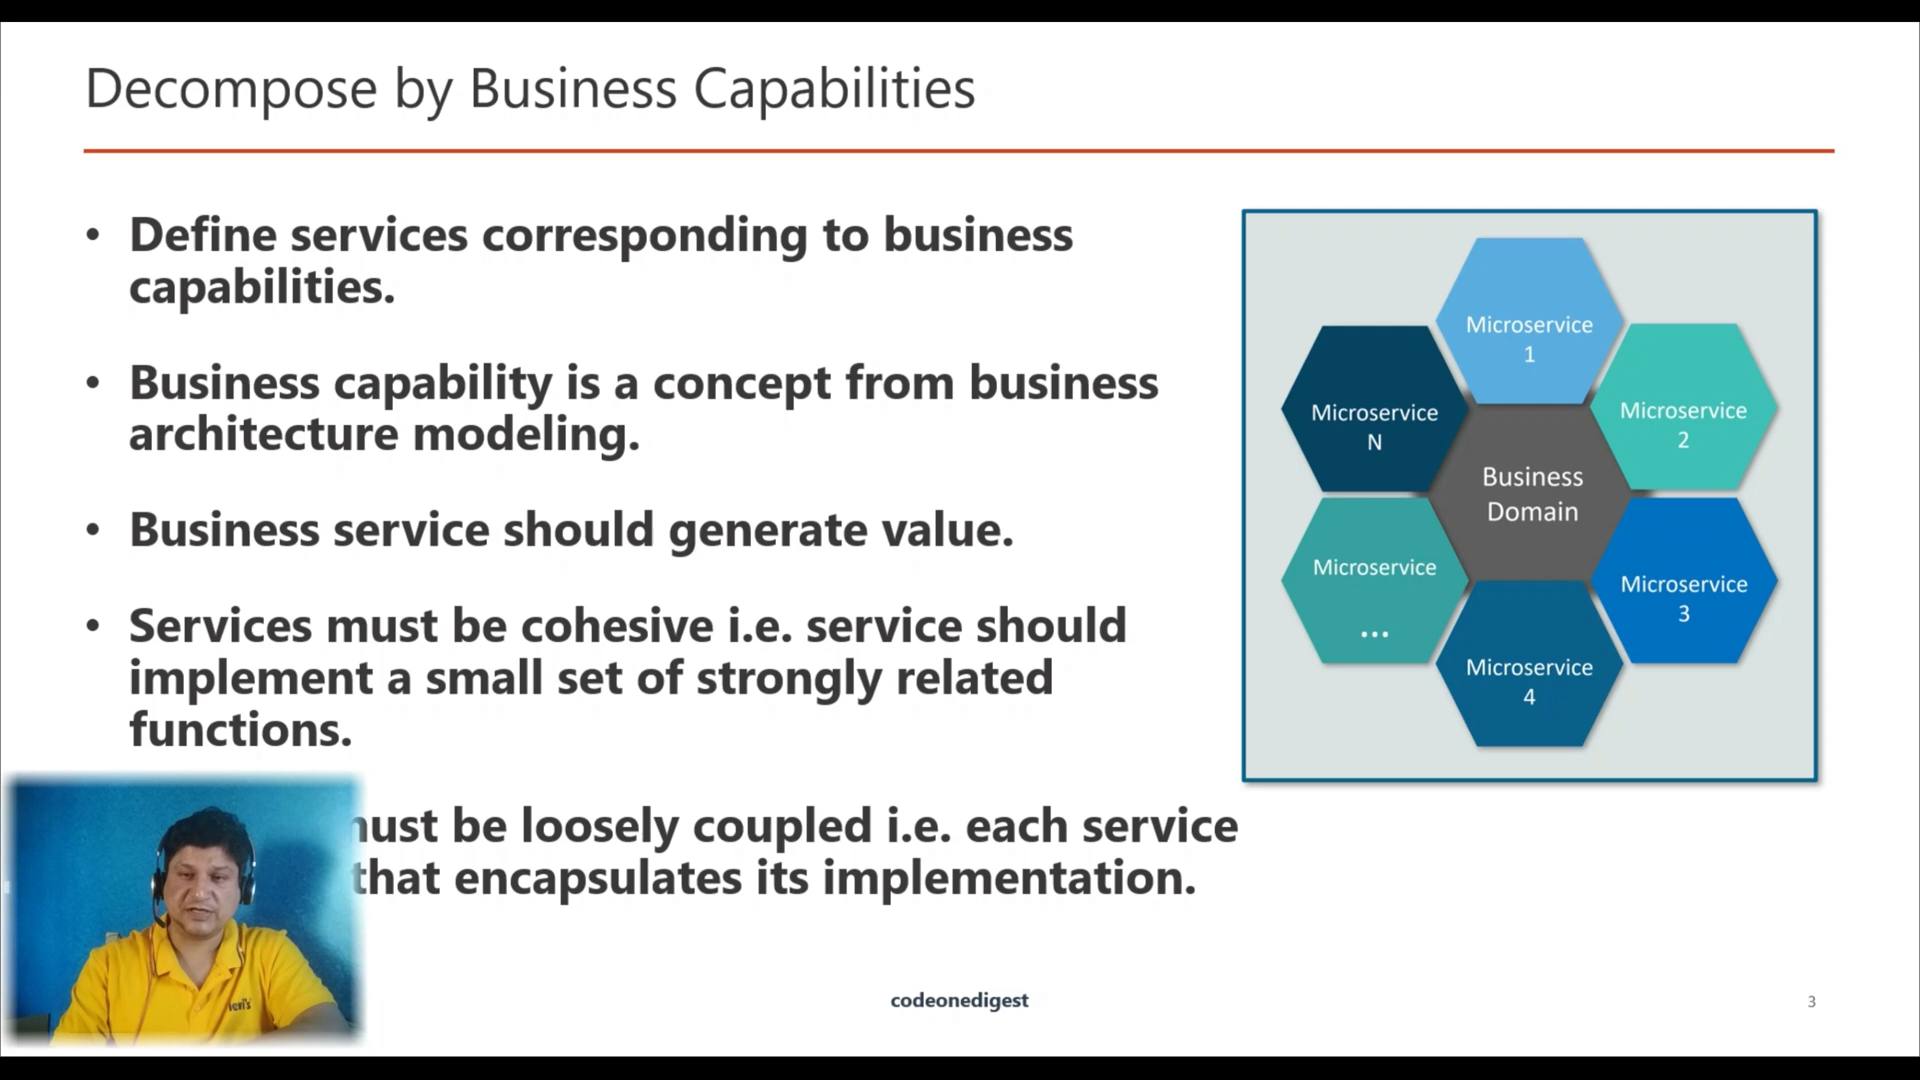 Decompose by Business Capabilities
• Define services corresponding to business
capabilities.
• Business capability is a concept from business
architecture modeling.
• Business service should generate value.
• Services must be cohesive i.e. service should
implement a small set of strongly related
functions.
must be loosely coupled i.e. each service
that encapsulates its implementation.
Microservice
1
Microservice
2
Microservice
3
Microservice
4
Microservice
...
Microservice
N
Business
Domain
levi's
codeonedigest
3